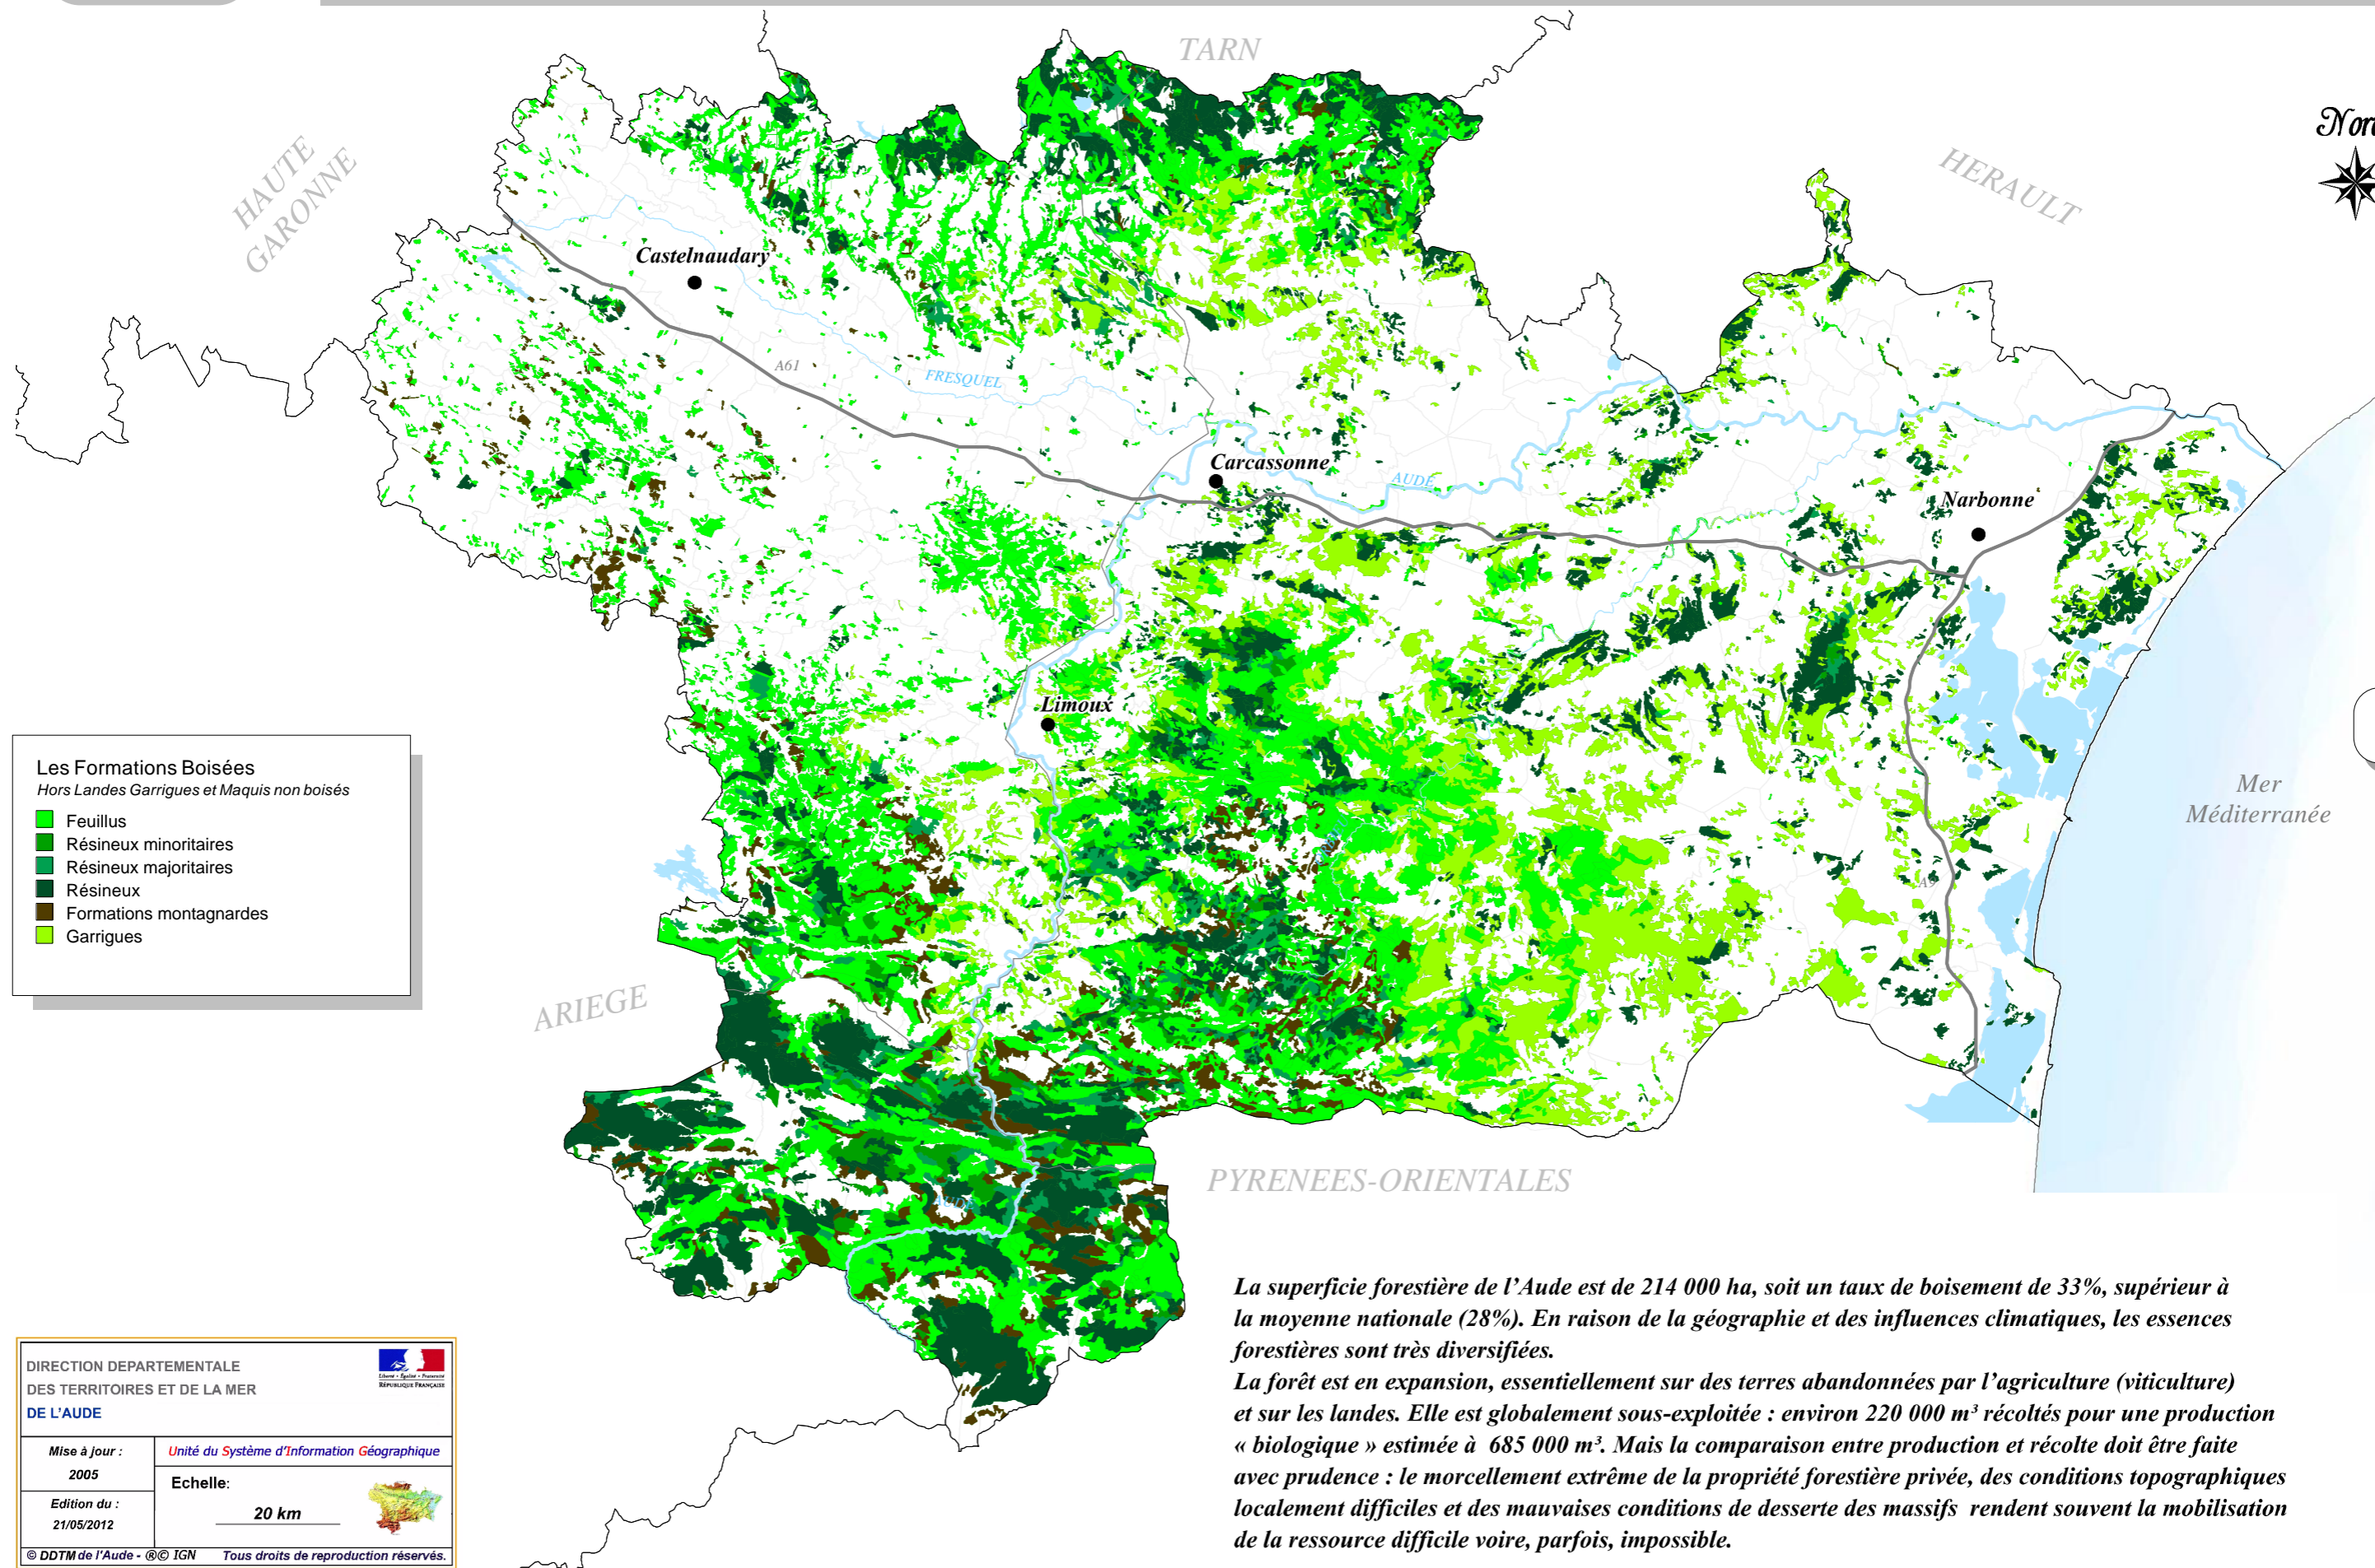 TARN
Nor
HAUTE
GARONNE
HERAULT
Castelnaudary
A61
FRESQUEL
Carcassonne
AUDE
Narbonne
Limoux
Les Formations Boisées
Hors Landes Garrigues et Maquis non boisés
Feuillus
Résineux minoritaires
Résineux majoritaires
Résineux
Formations montagnardes
Garrigues
Mer
Méditerranée
A9
ARIEGE
PYRENEES-ORIENTALES
AUDE
La superficie forestière de l’Aude est de 214 000 ha, soit un taux de boisement de 33%, supérieur à
la moyenne nationale (28%). En raison de la géographie et des influences climatiques, les essences
forestières sont très diversifiées.
La forêt est en expansion, essentiellement sur des terres abandonnées par l’agriculture (viticulture)
et sur les landes. Elle est globalement sous-exploitée : environ 220 000 m³ récoltés pour une production
« biologique » estimée à 685 000 m³. Mais la comparaison entre production et récolte doit être faite
avec prudence : le morcellement extrême de la propriété forestière privée, des conditions topographiques
localement difficiles et des mauvaises conditions de desserte des massifs rendent souvent la mobilisation
de la ressource difficile voire, parfois, impossible.
DIRECTION DEPARTEMENTALE
DES TERRITOIRES ET DE LA MER
DE L'AUDE
Liberté • Égalité • Fraternité
RÉPUBLIQUE FRANÇAISE
Mise à jour :
2005
Unité du Système d'Information Géographique
Echelle:
20 km
Edition du :
21/05/2012
© DDTM de l'Aude - ®© IGN Tous droits de reproduction réservés.